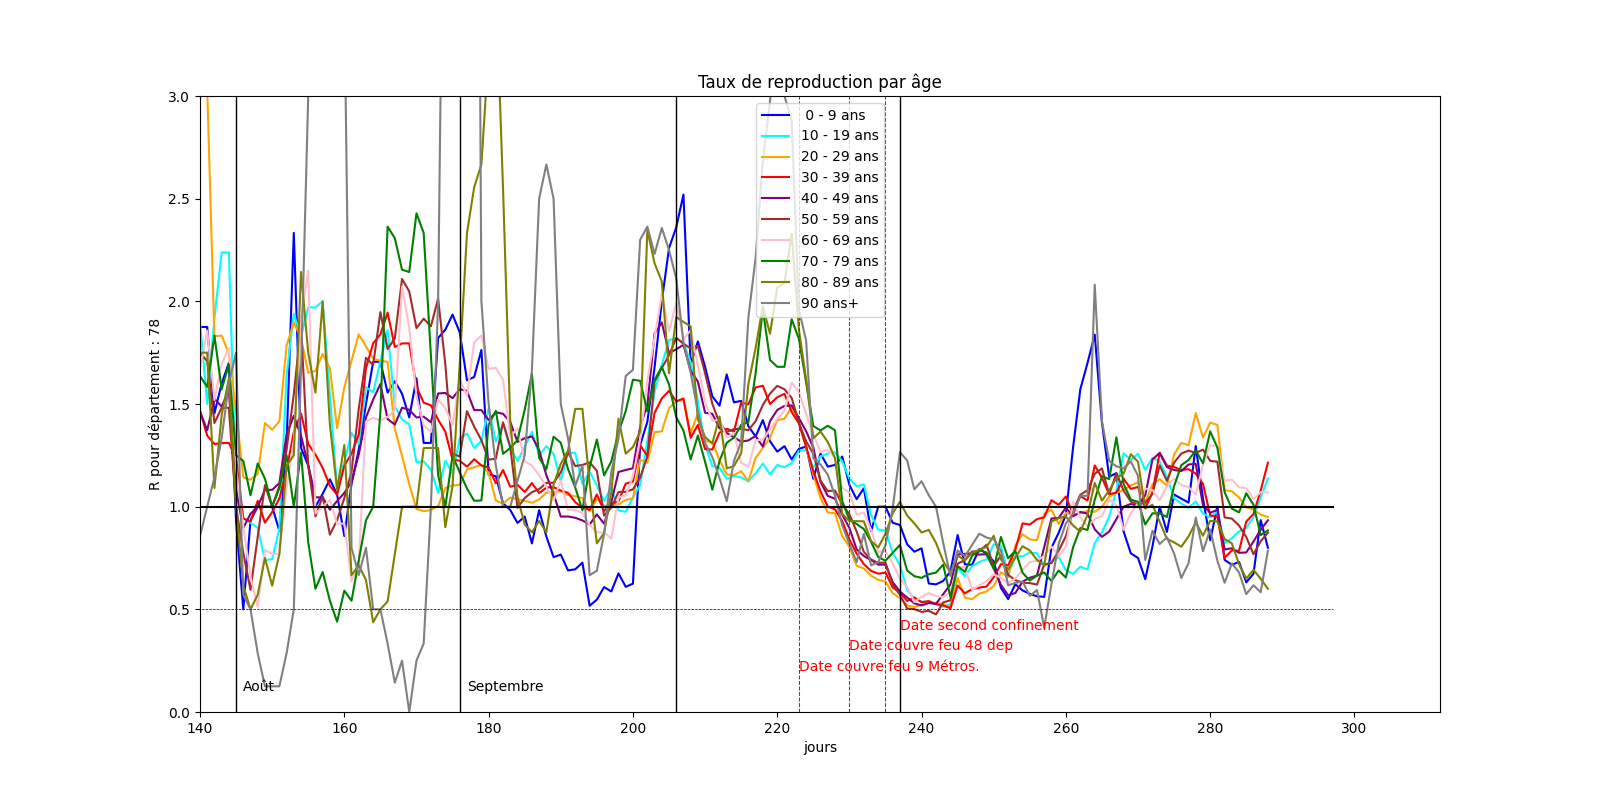 Taux de reproduction par âge
R pour département : 78
3.0
2.5
2.0
1.5
1.0
0.5
0.0
0 - 9 ans
10 - 19 ans
20 - 29 ans
30 - 39 ans
40 - 49 ans
50 - 59 ans
60 - 69 ans
70 - 79 ans
80 - 89 ans
90 ans+
Date second confinement
Date couvre feu 48 dep
Date couvre feu 9 Métros.
Août
Septembre
140 160 180 200 220 240 260 280 300
jours